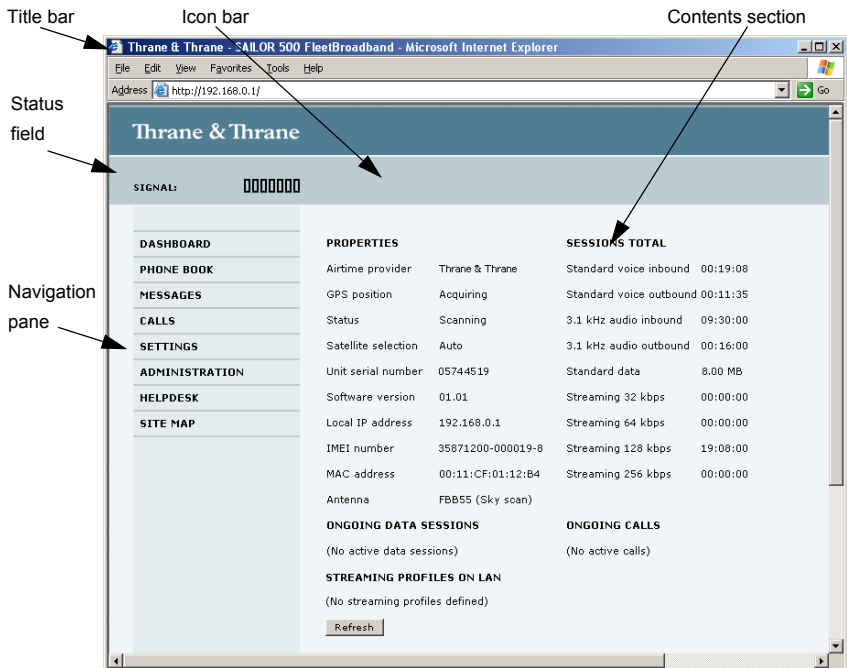 Title bar
Icon bar
Contents section
Thrane & Thrane - SAILOR 500 FleetBroadband - Microsoft Internet Explorer
File Edit View Favorites Tools Help
Address http://192.168.0.1/ Go
Status
field
Thrane & Thrane
SIGNAL:
Navigation
pane
DASHBOARD
PHONE BOOK
MESSAGES
CALLS
SETTINGS
ADMINISTRATION
HELPDESK
SITE MAP
PROPERTIES
Airtime provider Thrane & Thrane
GPS position Acquiring
Status Scanning
Satellite selection Auto
Unit serial number 05744519
Software version 01.01
Local IP address 192.168.0.1
IMEI number 35871200-000019-8
MAC address 00:11:CF:01:12:B4
Antenna FBB55 (Sky scan)
SESSIONS TOTAL
Standard voice inbound 00:19:08
Standard voice outbound 00:11:35
3.1 kHz audio inbound 09:30:00
3.1 kHz audio outbound 00:16:00
Standard data 8.00 MB
Streaming 32 kbps 00:00:00
Streaming 64 kbps 00:00:00
Streaming 128 kbps 19:08:00
Streaming 256 kbps 00:00:00
ONGOING DATA SESSIONS
(No active data sessions)
ONGOING CALLS
(No active calls)
STREAMING PROFILES ON LAN
(No streaming profiles defined)
Refresh